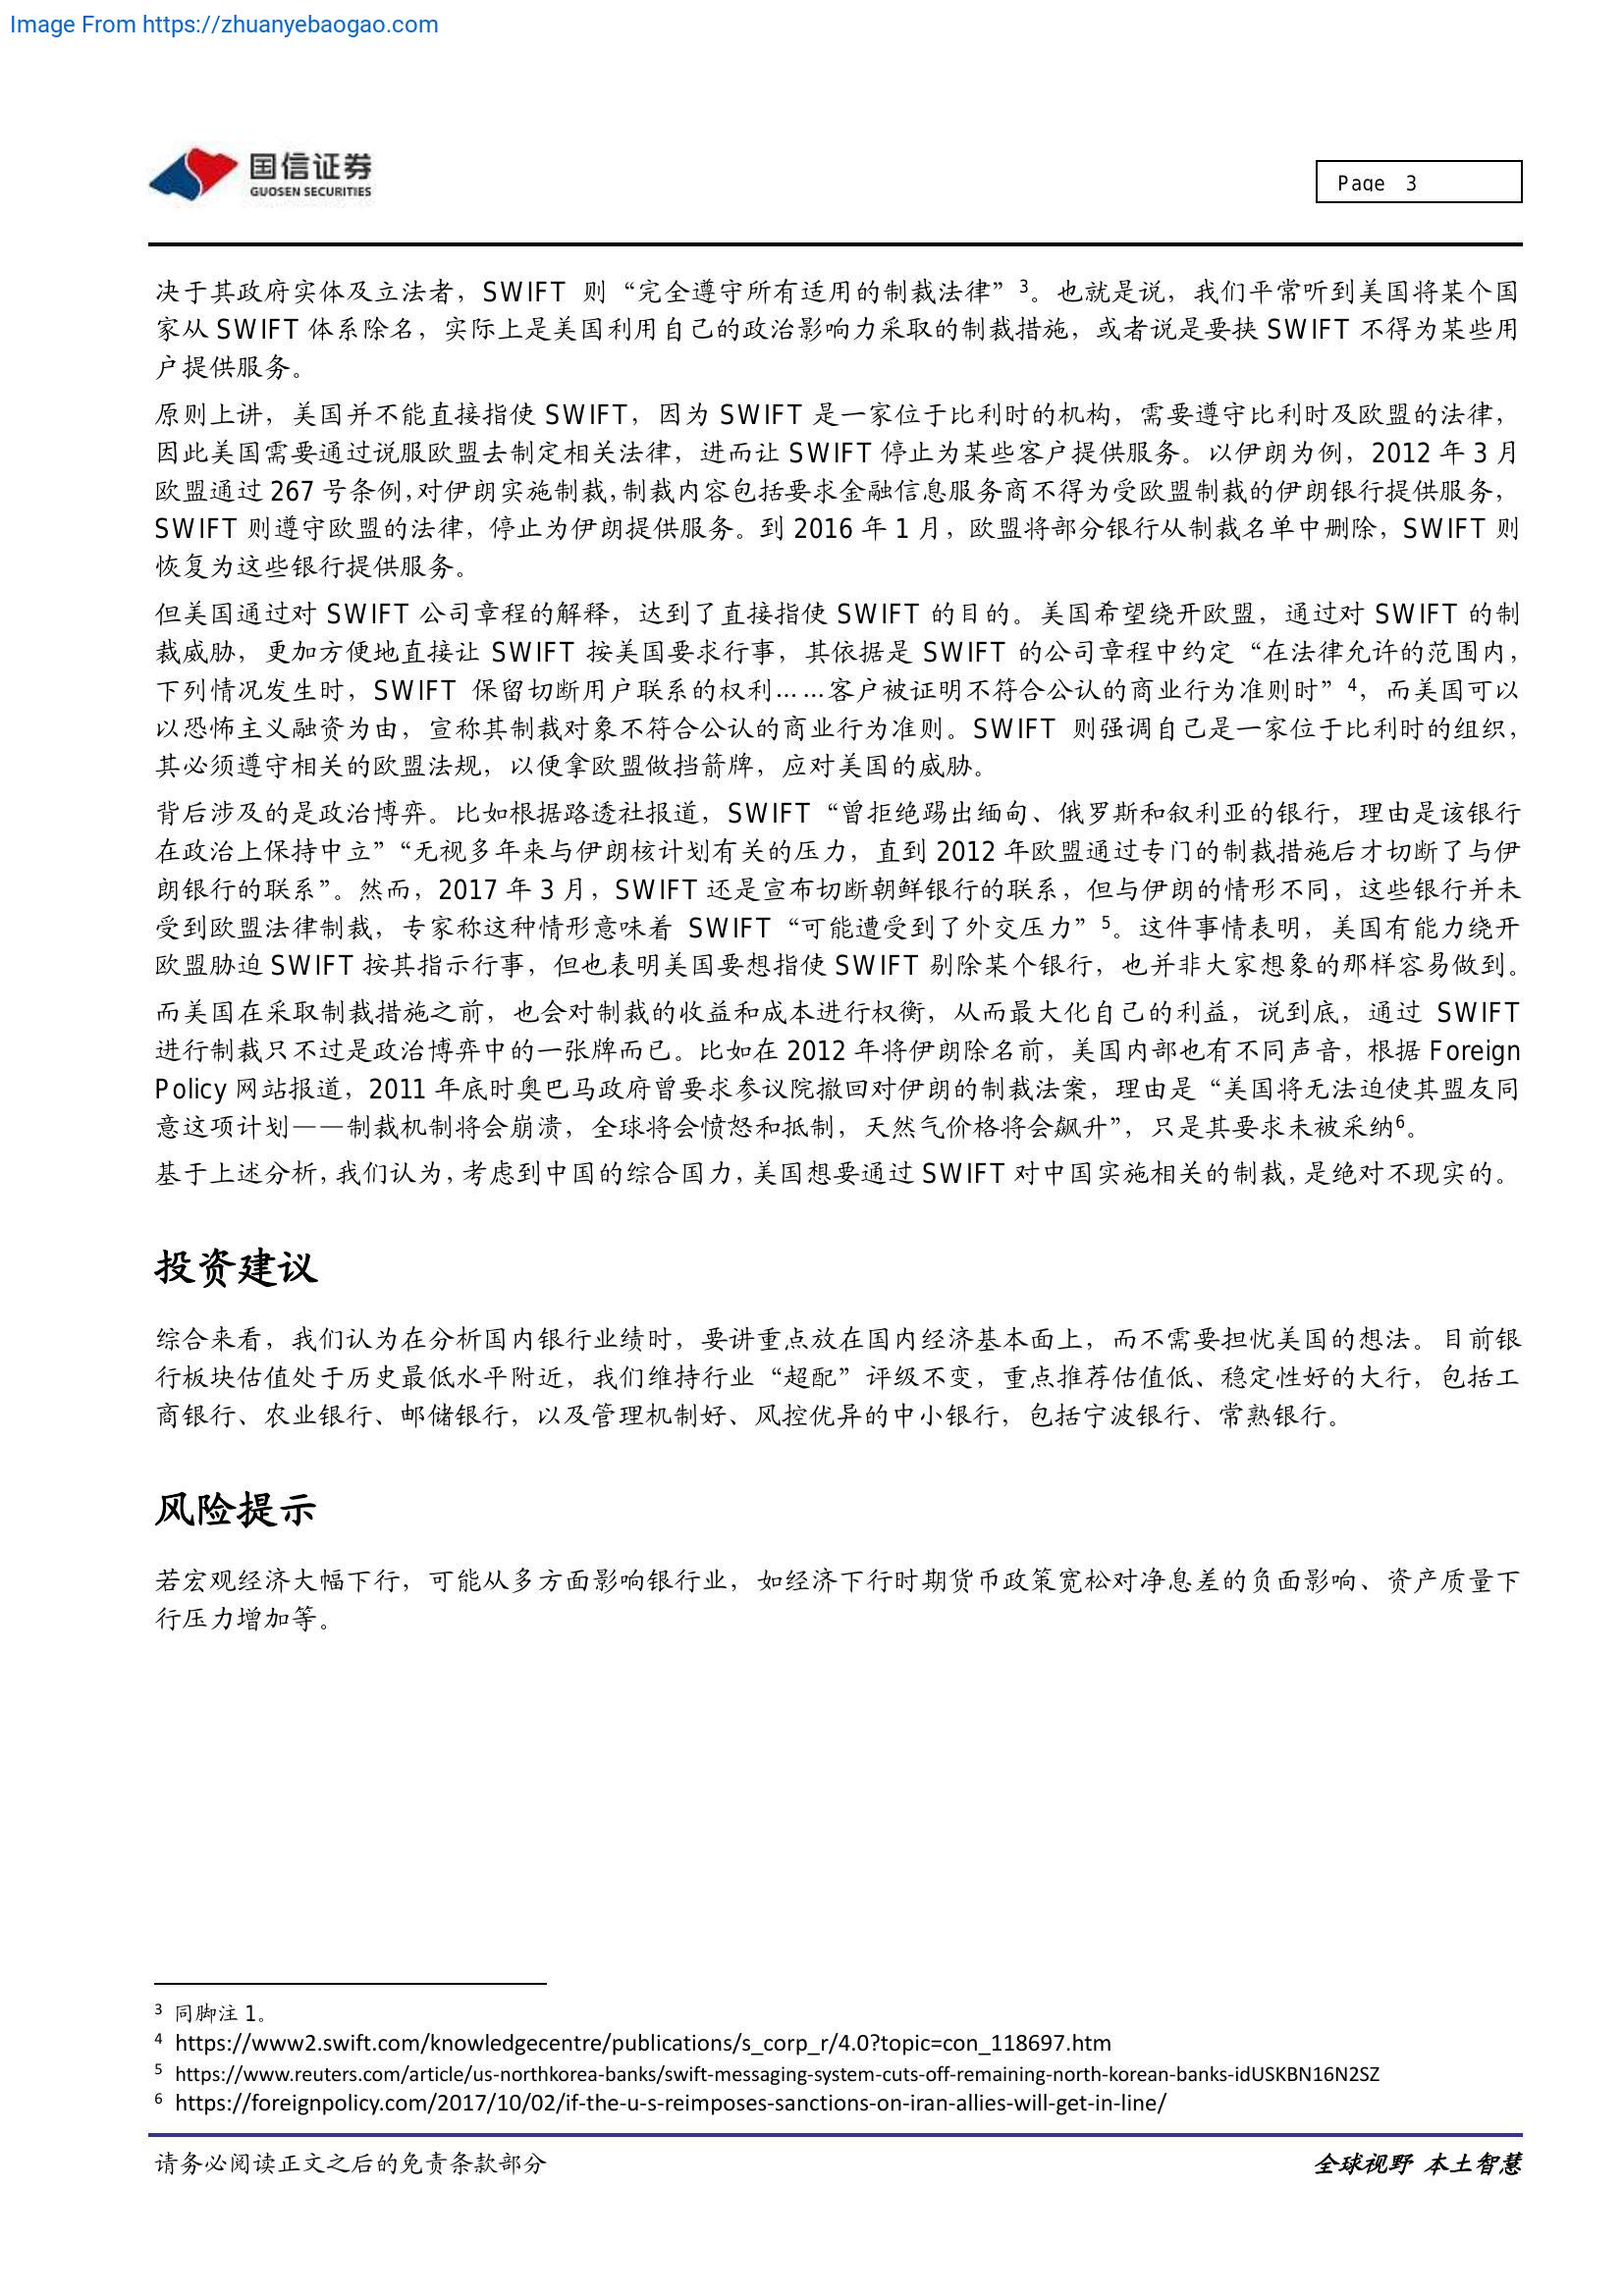 Image From https://zhuanyebaogao.com
国信证券
GUOSEN SECURITIES
Page 3
决于其政府实体及立法者，SWIFT 则“完全遵守所有适用的制裁法律”3。也就是说，我们平常听到美国将某个国
家从 SWIFT 体系除名，实际上是美国利用自己的政治影响力采取的制裁措施，或者说是要挟 SWIFT 不得为某些用
户提供服务。
原则上讲，美国并不能直接指使 SWIFT，因为 SWIFT 是一家位于比利时的机构，需要遵守比利时及欧盟的法律，
因此美国需要通过说服欧盟去制定相关法律，进而让 SWIFT 停止为某些客户提供服务。以伊朗为例，2012 年 3 月
欧盟通过 267 号条例，对伊朗实施制裁，制裁内容包括要求金融信息服务商不得为受欧盟制裁的伊朗银行提供服务，
SWIFT 则遵守欧盟的法律，停止为伊朗提供服务。到 2016 年 1 月，欧盟将部分银行从制裁名单中删除，SWIFT 则
恢复为这些银行提供服务。
但美国通过对 SWIFT 公司章程的解释，达到了直接指使 SWIFT 的目的。美国希望绕开欧盟，通过对 SWIFT 的制
裁威胁，更加方便地直接让 SWIFT 按美国要求行事，其依据是 SWIFT 的公司章程中约定“在法律允许的范围内，
下列情况发生时，SWIFT 保留切断用户联系的权利……客户被证明不符合公认的商业行为准则时”4，而美国可以
以恐怖主义融资为由，宣称其制裁对象不符合公认的商业行为准则。SWIFT 则强调自己是一家位于比利时的组织，
其必须遵守相关的欧盟法规，以便拿欧盟做挡箭牌，应对美国的威胁。
背后涉及的是政治博弈。比如根据路透社报道，SWIFT“曾拒绝踢出缅甸、俄罗斯和叙利亚的银行，理由是该银行
在政治上保持中立”“无视多年来与伊朗核计划有关的压力，直到 2012 年欧盟通过专门的制裁措施后才切断了与伊
朗银行的联系”。然而，2017 年 3 月，SWIFT 还是宣布切断朝鲜银行的联系，但与伊朗的情形不同，这些银行并未
受到欧盟法律制裁，专家称这种情形意味着 SWIFT“可能遭受到了外交压力”5。这件事情表明，美国有能力绕开
欧盟胁迫 SWIFT 按其指示行事，但也表明美国要想指使 SWIFT 剔除某个银行，也并非大家想象的那样容易做到。
而美国在采取制裁措施之前，也会对制裁的收益和成本进行权衡，从而最大化自己的利益，说到底，通过 SWIFT
进行制裁只不过是政治博弈中的一张牌而已。比如在 2012 年将伊朗除名前，美国内部也有不同声音，根据 Foreign
Policy 网站报道，2011 年底时奥巴马政府曾要求参议院撤回对伊朗的制裁法案，理由是“美国将无法迫使其盟友同
意这项计划——制裁机制将会崩溃，全球将会愤怒和抵制，天然气价格将会飙升”，只是其要求未被采纳6。
基于上述分析，我们认为，考虑到中国的综合国力，美国想要通过 SWIFT 对中国实施相关的制裁，是绝对不现实的。
投资建议
综合来看，我们认为在分析国内银行业绩时，要讲重点放在国内经济基本面上，而不需要担忧美国的想法。目前银
行板块估值处于历史最低水平附近，我们维持行业“超配”评级不变，重点推荐估值低、稳定性好的大行，包括工
商银行、农业银行、邮储银行，以及管理机制好、风控优异的中小银行，包括宁波银行、常熟银行。
风险提示
若宏观经济大幅下行，可能从多方面影响银行业，如经济下行时期货币政策宽松对净息差的负面影响、资产质量下
行压力增加等。
3 同脚注 1。
4 https://www2.swift.com/knowledgecentre/publications/s_corp_r/4.0?topic=con_118697.htm
5 https://www.reuters.com/article/us-northkorea-banks/swift-messaging-system-cuts-off-remaining-north-korean-banks-idUSKBN16N2SZ
6 https://foreignpolicy.com/2017/10/02/if-the-u-s-reimposes-sanctions-on-iran-allies-will-get-in-line/
请务必阅读正文之后的免责条款部分
全球视野 本土智慧